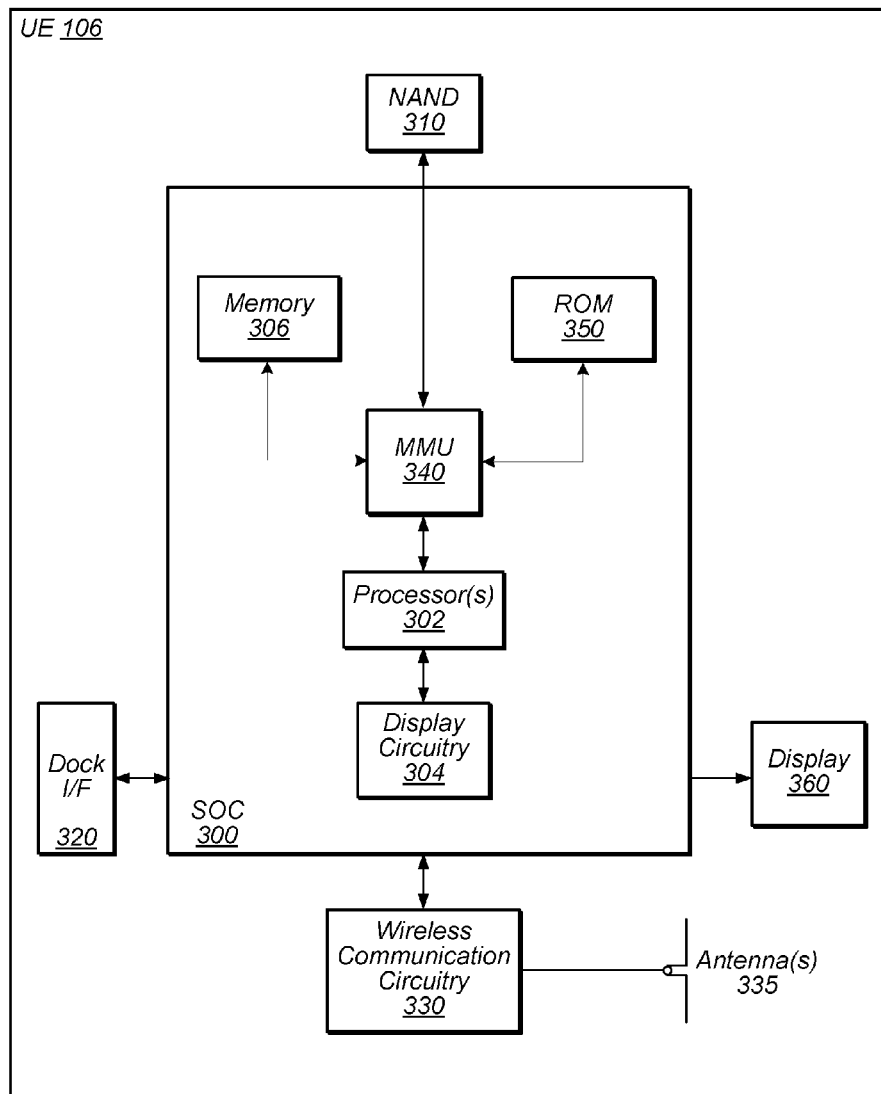 UE 106
NAND
310
Memory
306
ROM
350
MMU
340
Processor(s)
302
Display
Circuitry
304
Dock
I/F
320
SOC
300
Display
360
Wireless
Communication
Circuitry
330
Antenna(s)
335